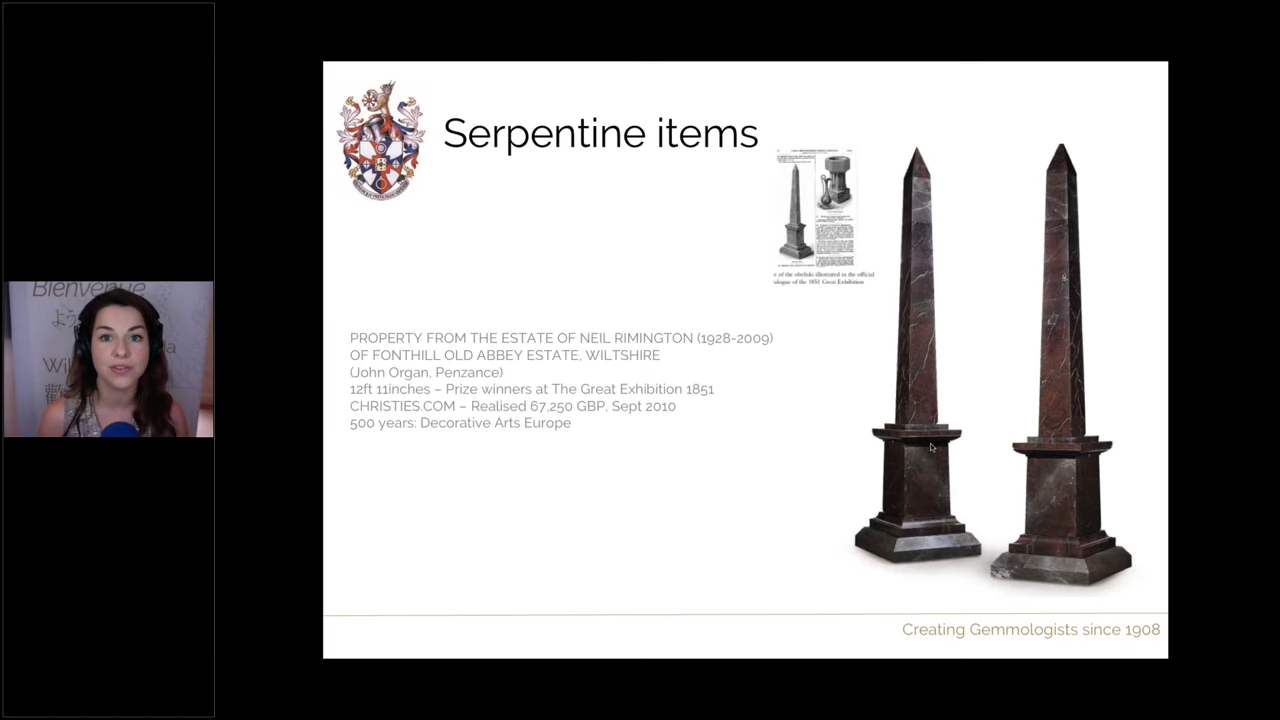 Serpentine items
e of the obelisks illustrated in the official
alogue of the 1851 Great Exhibition
PROPERTY FROM THE ESTATE OF NEIL RIMINGTON (1928-2009)
OF FONTHILL OLD ABBEY ESTATE, WILTSHIRE
(John Organ, Penzance)
12ft 11inches – Prize winners at The Great Exhibition 1851
CHRISTIES.COM – Realised 67,250 GBP, Sept 2010
500 years: Decorative Arts Europe
Creating Gemmologists since 1908
Bienvenue
よう